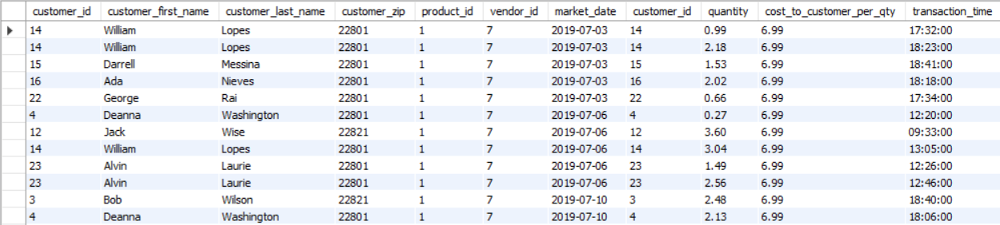 customer_id customer_first_name customer_last_name customer_zip product_id vendor_id market_date customer_id quantity cost_to_customer_per_qty transaction_time
14 William Lopes 22801 1 7 2019-07-03 14 0.99 6.99 17:32:00
14 William Lopes 22801 1 7 2019-07-03 14 2.18 6.99 18:23:00
15 Darrell Messina 22801 1 7 2019-07-03 15 1.53 6.99 18:41:00
16 Ada Nieves 22801 1 7 2019-07-03 16 2.02 6.99 18:18:00
22 George Rai 22801 1 7 2019-07-03 22 0.66 6.99 17:34:00
4 Deanna Washington 22801 1 7 2019-07-06 4 0.27 6.99 12:20:00
12 Jack Wise 22821 1 7 2019-07-06 12 3.60 6.99 09:33:00
14 William Lopes 22801 1 7 2019-07-06 14 3.04 6.99 13:05:00
23 Alvin Laurie 22801 1 7 2019-07-06 23 1.49 6.99 12:26:00
23 Alvin Laurie 22801 1 7 2019-07-06 23 2.56 6.99 12:46:00
3 Bob Wilson 22821 1 7 2019-07-10 3 2.48 6.99 18:40:00
4 Deanna Washington 22801 1 7 2019-07-10 4 2.13 6.99 18:06:00